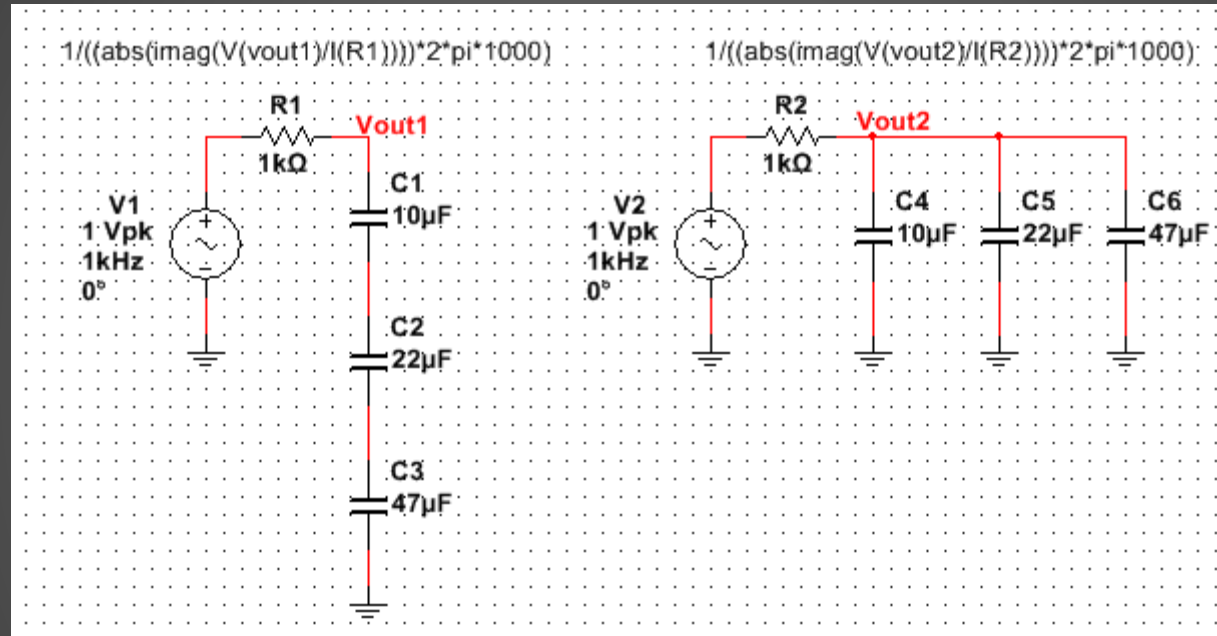 1/((abs(imag(V(vout1)/I(R1))))*2*pi*1000)
1/((abs(imag(V(vout2)/I(R2))))*2*pi*1000)
R1
Vout1
1kΩ
C1
10µF
V1
1 Vpk
1kHz
0°
C2
22µF
C3
47µF
R2
Vout2
1kΩ
V2
1 Vpk
1kHz
0°
C4
10µF
C5
22µF
C6
47µF